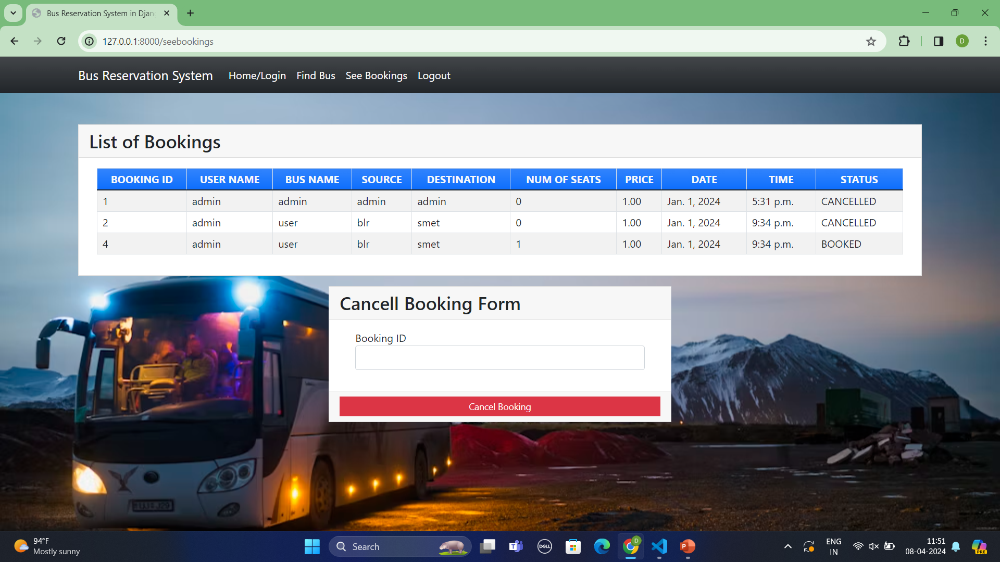 Bus Reservation System in Djan
127.0.0.1:8000/seebookings
D
Bus Reservation System Home/Login Find Bus See Bookings Logout
List of Bookings
BOOKING ID USER NAME BUS NAME SOURCE DESTINATION NUM OF SEATS PRICE DATE TIME STATUS
1 admin admin admin admin 0 1.00 Jan. 1, 2024 5:31 p.m. CANCELLED
2 admin user blr smet 0 1.00 Jan. 1, 2024 9:34 p.m. CANCELLED
4 admin user blr smet 1 1.00 Jan. 1, 2024 9:34 p.m. BOOKED
Cancell Booking Form
Booking ID
Cancel Booking
94°F
Mostly sunny
Search
DELL
D
ENG
IN
11:51
08-04-2024
PRE